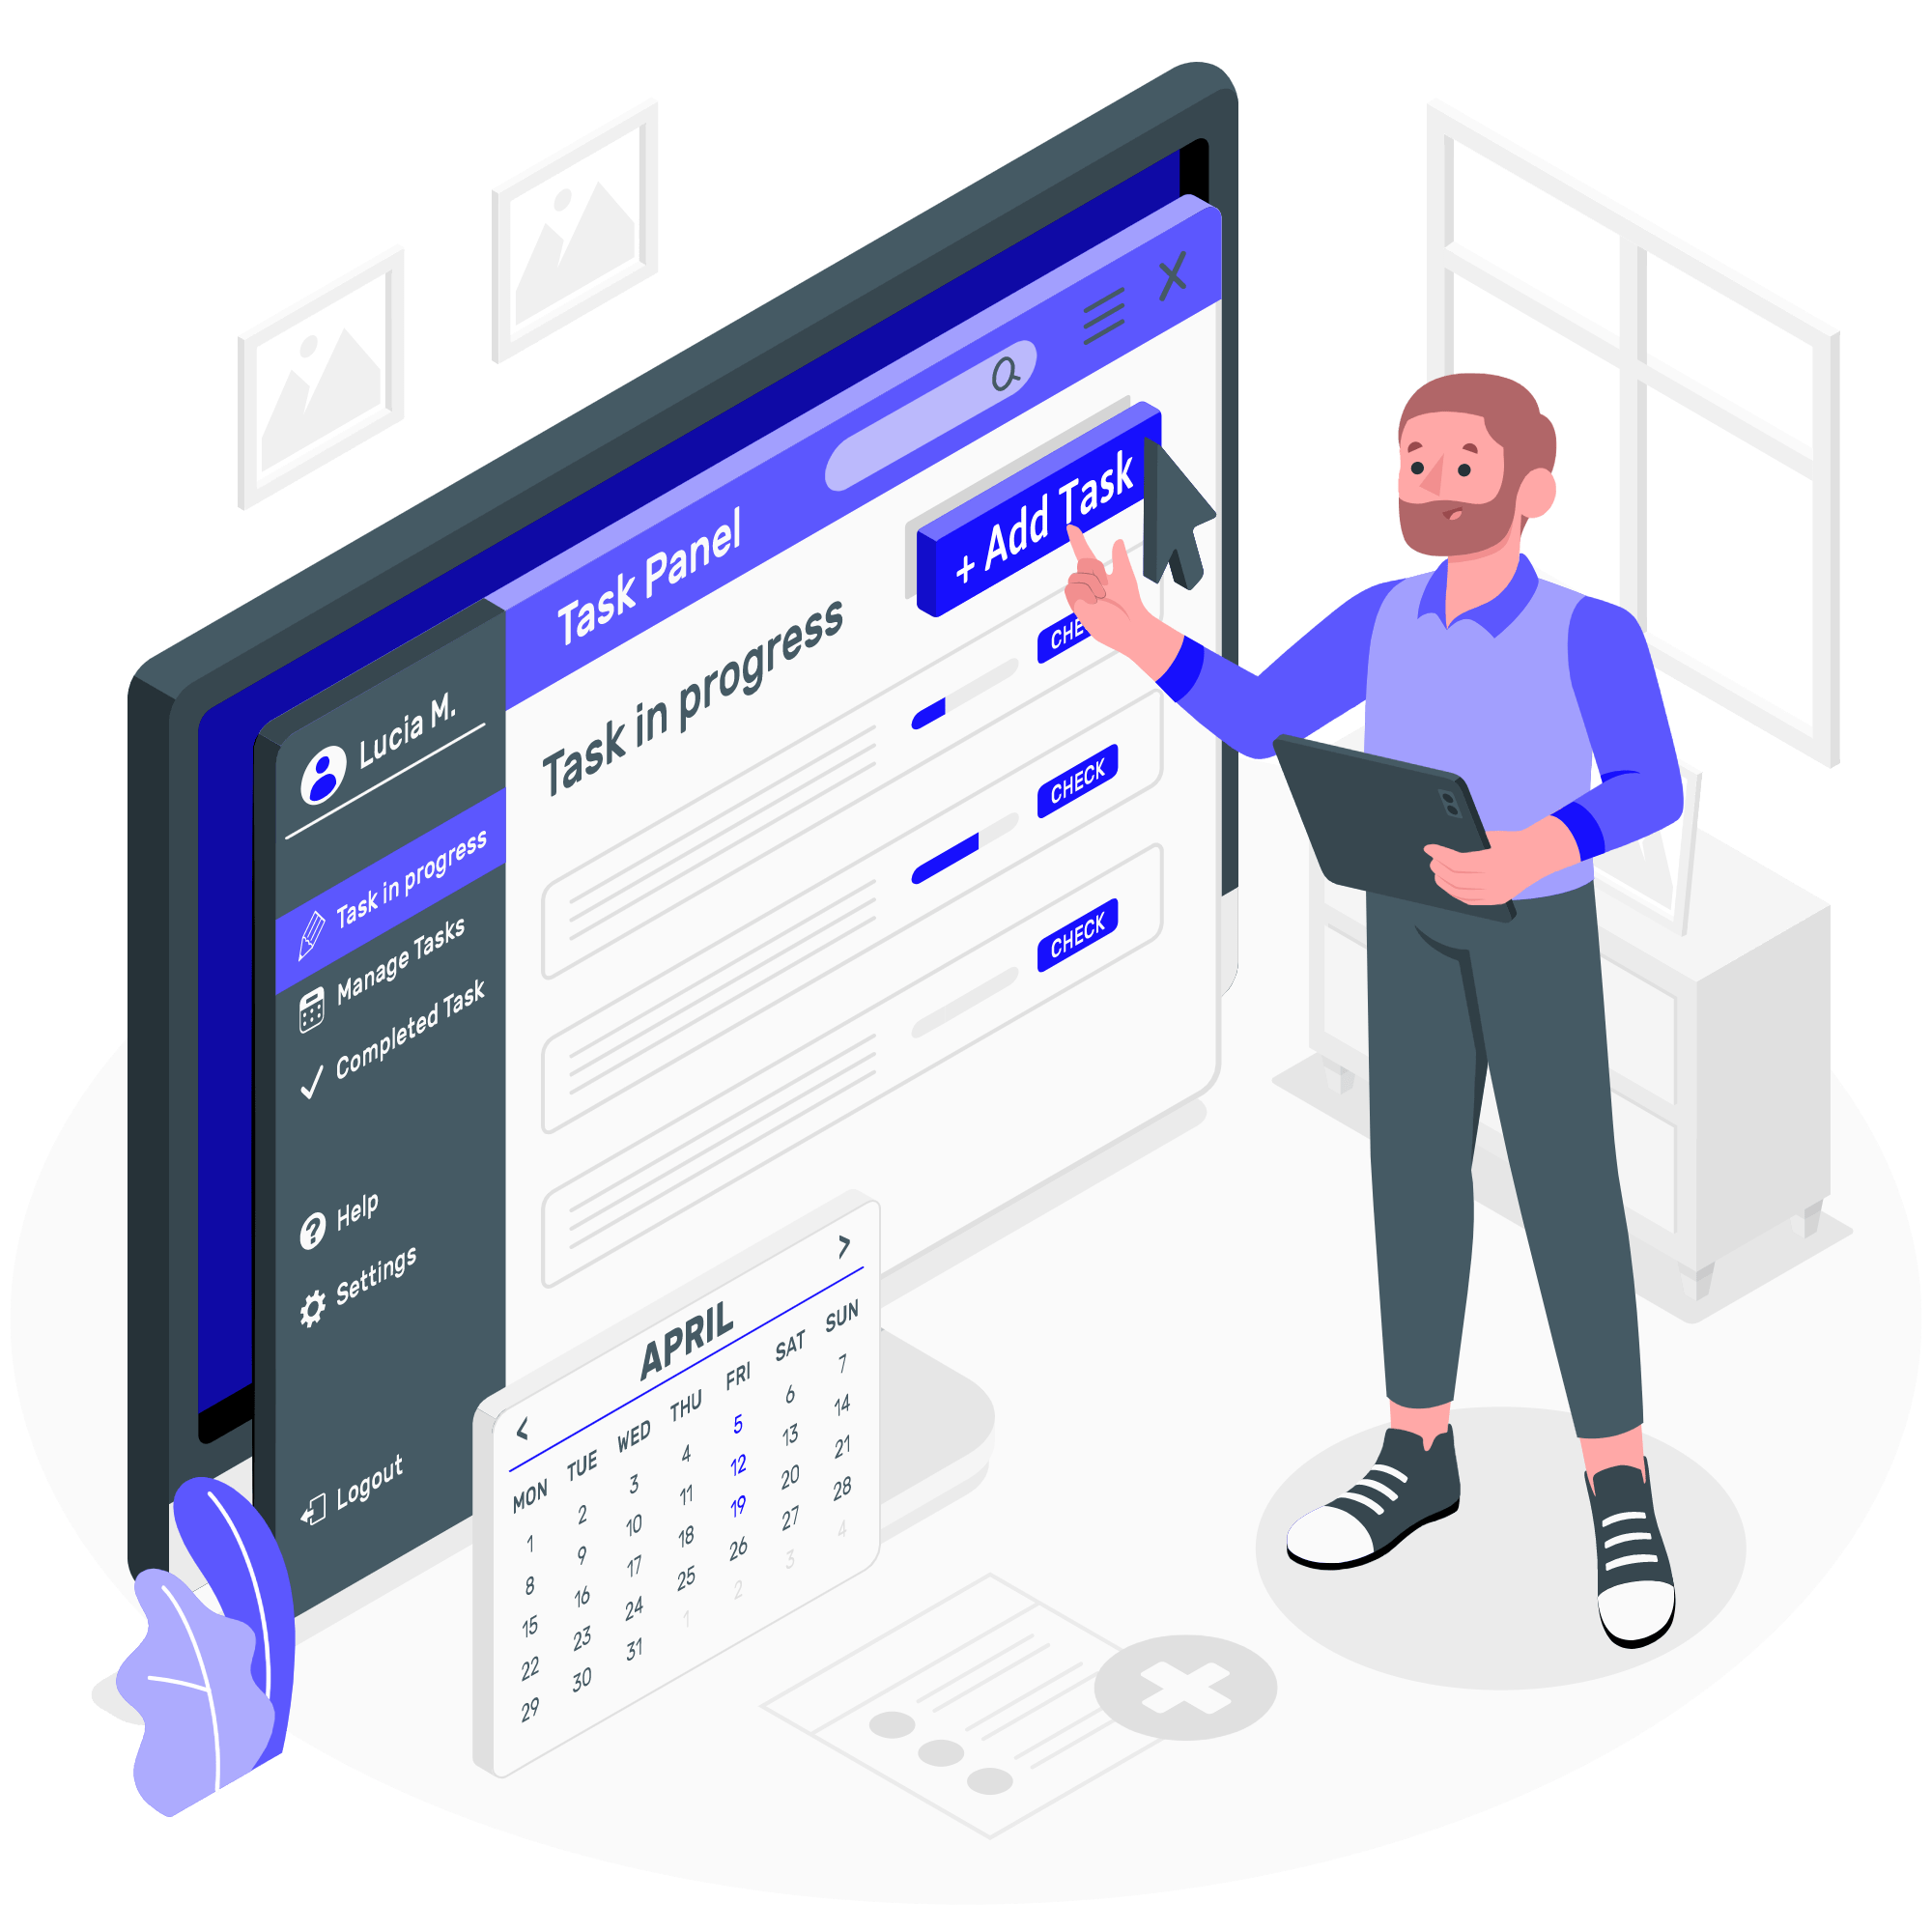 Lucia M.
Task in progress
Manage Tasks
Completed Task
Help
Settings
Logout
Task Panel
+ Add Task
Task in progress
CHE
CHECK
CHECK
< APRIL >
MON TUE WED THU FRI SAT SUN
1 2 3 4 5 6 7
8 9 10 11 12 13 14
15 16 17 18 19 20 21
22 23 24 25 26 27 28
29 30 31 1 2 3 4